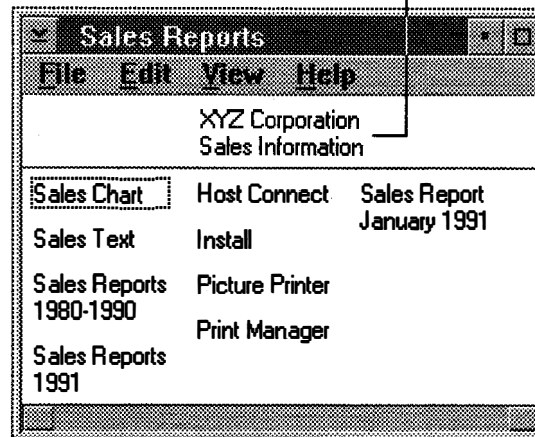 Sales Reports
File Edit View Help
XYZ Corporation
Sales Information
Sales Chart Host Connect Sales Report
January 1991
Sales Text Install
Sales Reports Picture Printer
1980-1990
Print Manager
Sales Reports
1991